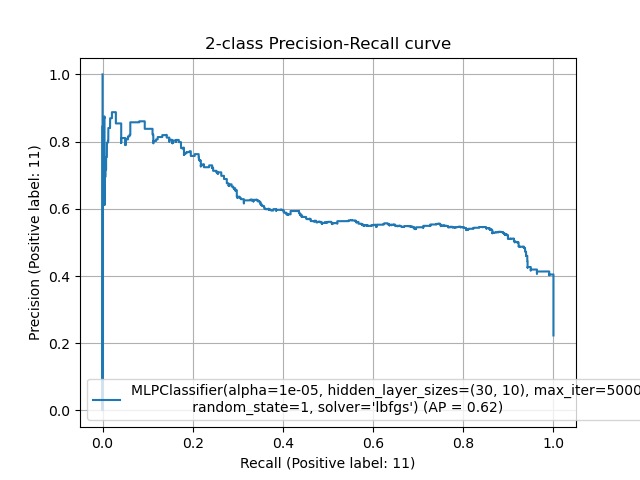 2-class Precision-Recall curve
1.0
0.8
0.6
0.4
0.2
0.0
Precision (Positive label: 11)
MLPClassifier(alpha=1e-05, hidden_layer_sizes=(30, 10), max_iter=5000
random_state=1, solver='lbfgs') (AP = 0.62)
0.0 0.2 0.4 0.6 0.8 1.0
Recall (Positive label: 11)